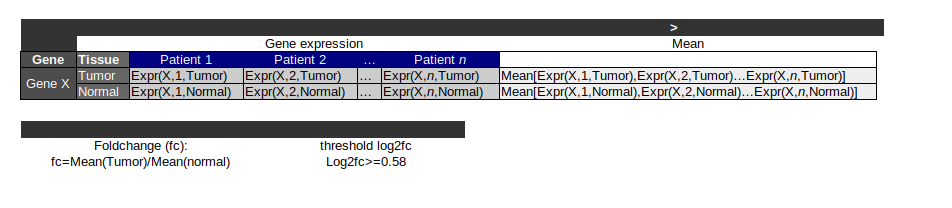 >
Gene expression Mean
Gene Tissue Patient 1 Patient 2 ... Patient n
Gene X Tumor Expr(X,1,Tumor) Expr(X,2,Tumor) ... Expr(X,n,Tumor) Mean[Expr(X,1,Tumor),Expr(X,2,Tumor)...Expr(X,n,Tumor)]
Normal Expr(X,1,Normal) Expr(X,2,Normal) ... Expr(X,n,Normal) Mean[Expr(X,1,Normal),Expr(X,2,Normal)...Expr(X,n,Normal)]
Foldchange (fc): threshold log2fc
fc=Mean(Tumor)/Mean(normal) Log2fc>=0.58